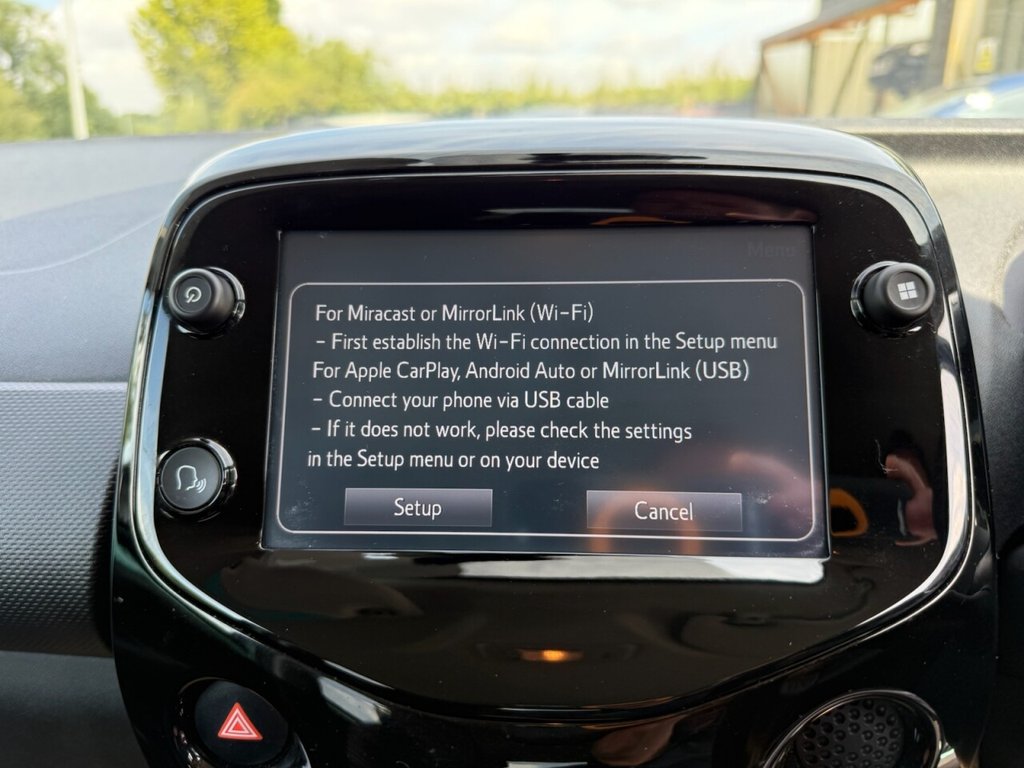 Menu
For Miracast or MirrorLink (Wi-Fi)
- First establish the Wi-Fi connection in the Setup menu
For Apple CarPlay, Android Auto or MirrorLink (USB)
- Connect your phone via USB cable
- If it does not work, please check the settings
in the Setup menu or on your device
Setup
Cancel